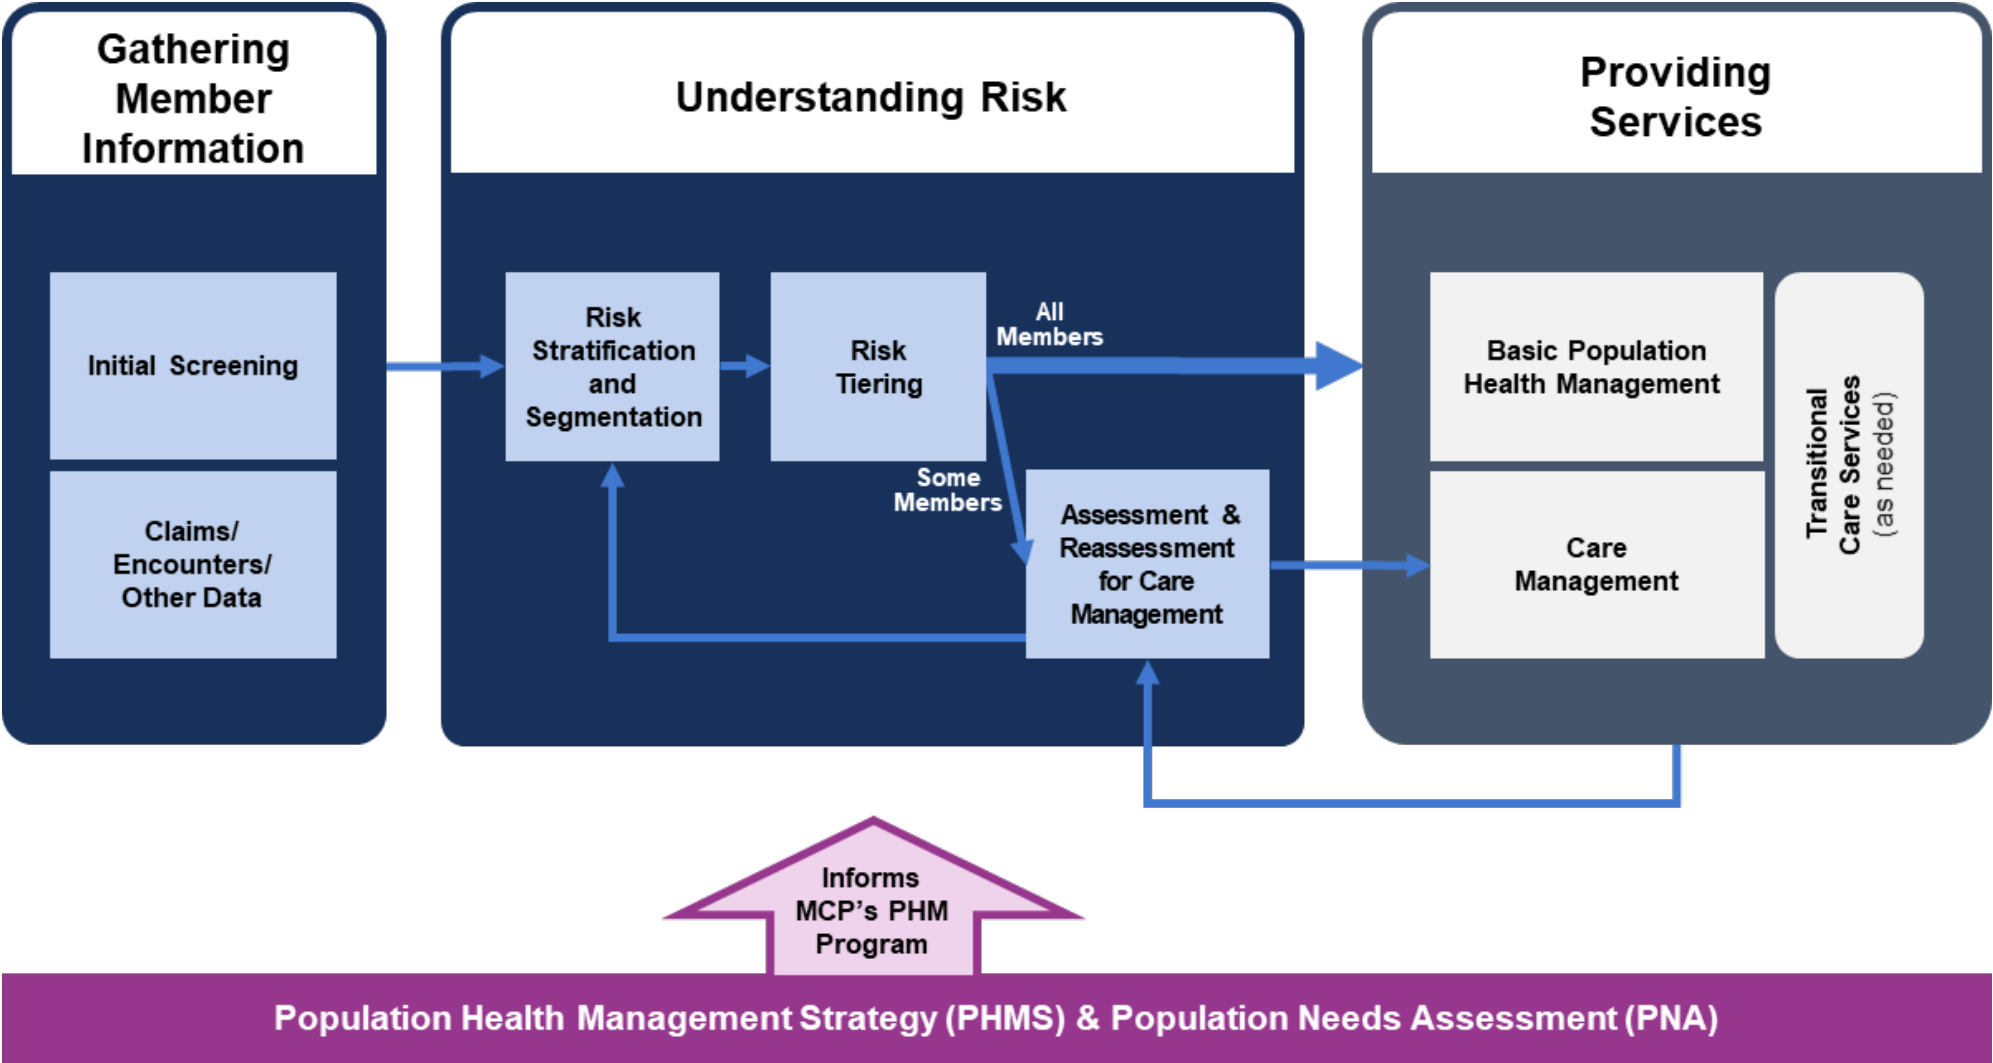 Gathering
Member
Information
Initial Screening
Claims/
Encounters/
Other Data
Understanding Risk
Risk
Stratification
and
Segmentation
Risk
Tiering
All
Members
Some
Members
Assessment &
Reassessment
for Care
Management
Providing
Services
Basic Population
Health Management
Care
Management
Transitional
Care Services
(as needed)
Informs
MCP’s PHM
Program
Population Health Management Strategy (PHMS) & Population Needs Assessment (PNA)